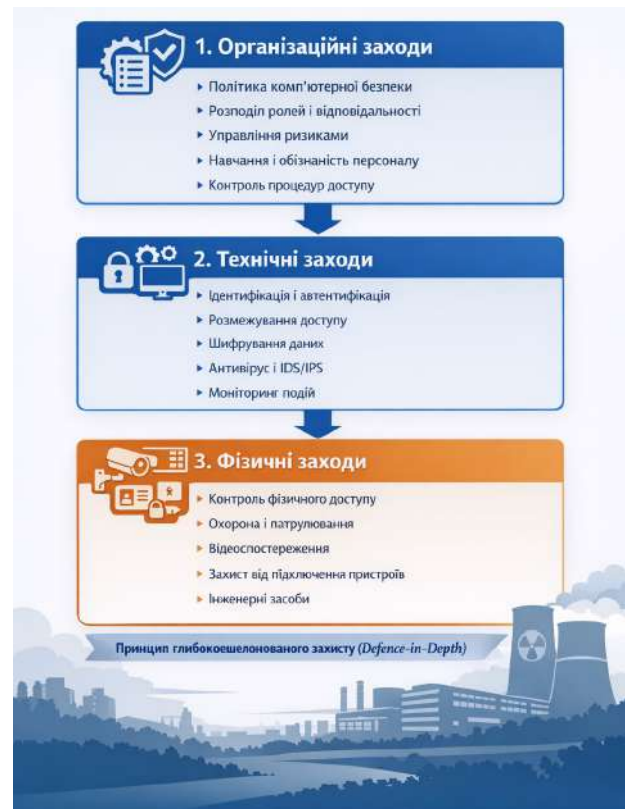 1. Організаційні заходи
▸ Політика комп’ютерної безпеки
▸ Розподіл ролей і відповідальності
▸ Управління ризиками
▸ Навчання і обізнаність персоналу
▸ Контроль процедур доступу
2. Технічні заходи
▸ Ідентифікація і автентифікація
▸ Розмежування доступу
▸ Шифрування даних
▸ Антивірус і IDS/IPS
▸ Моніторинг подій
3. Фізичні заходи
▸ Контроль фізичного доступу
▸ Охорона і патрулювання
▸ Відеоспостереження
▸ Захист від підключення пристроїв
▸ Інженерні засоби
Принцип глибокоешелонованого захисту (Defence-in-Depth)